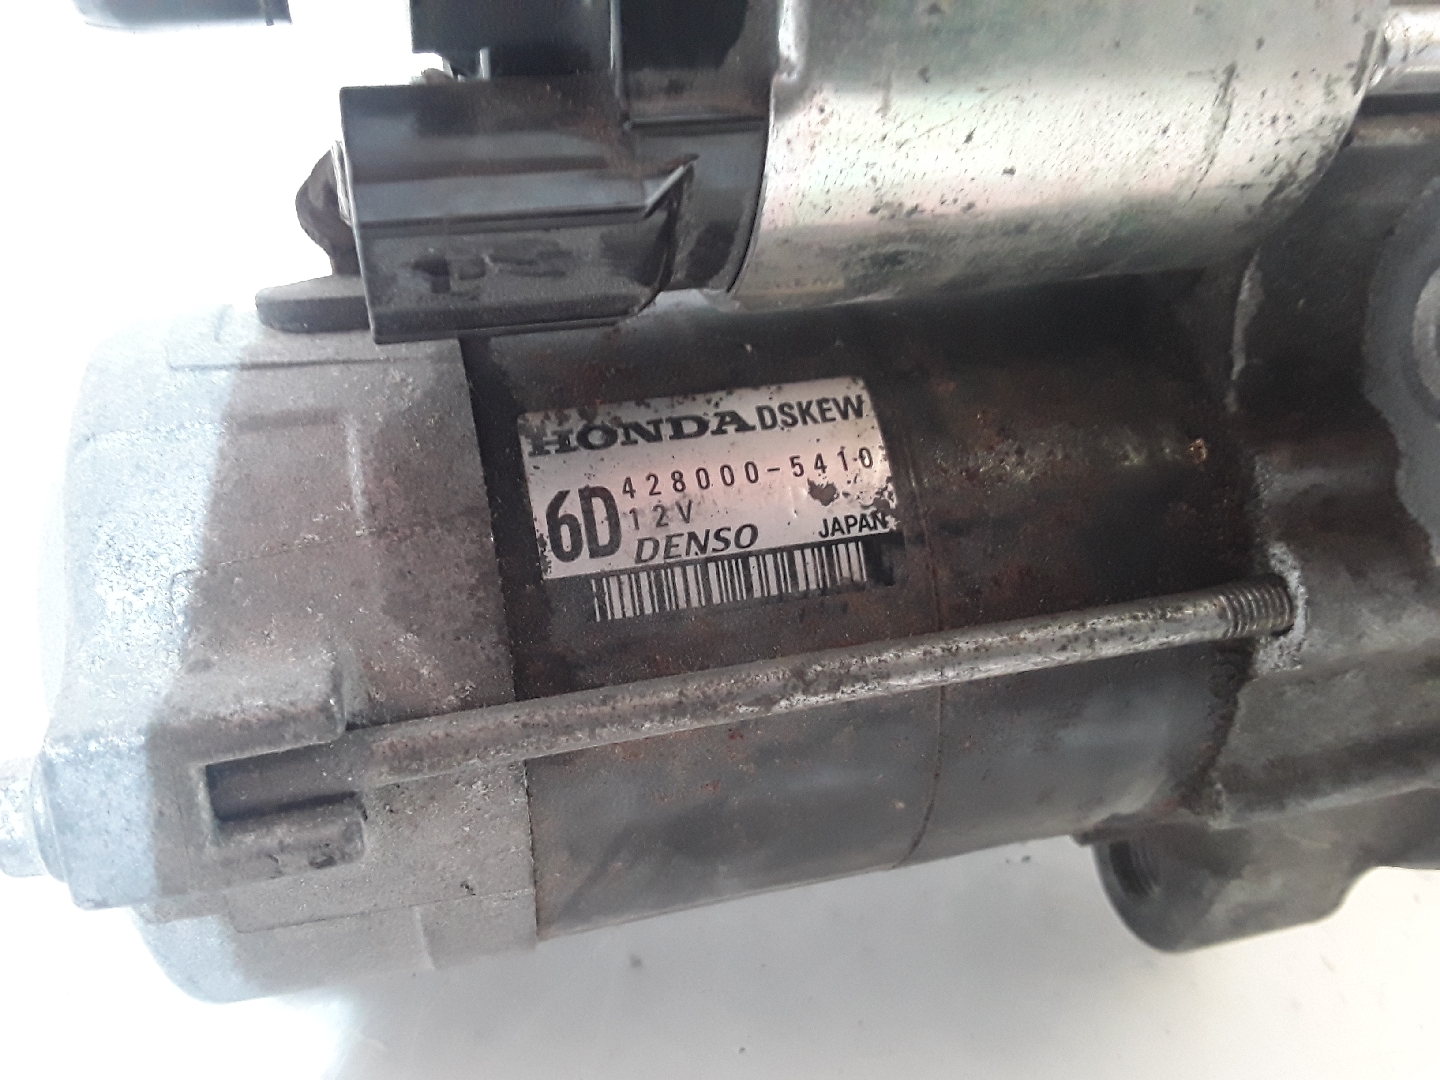 HONDA DSKEW
428000-5410
6D 12V
DENSO JAPAN